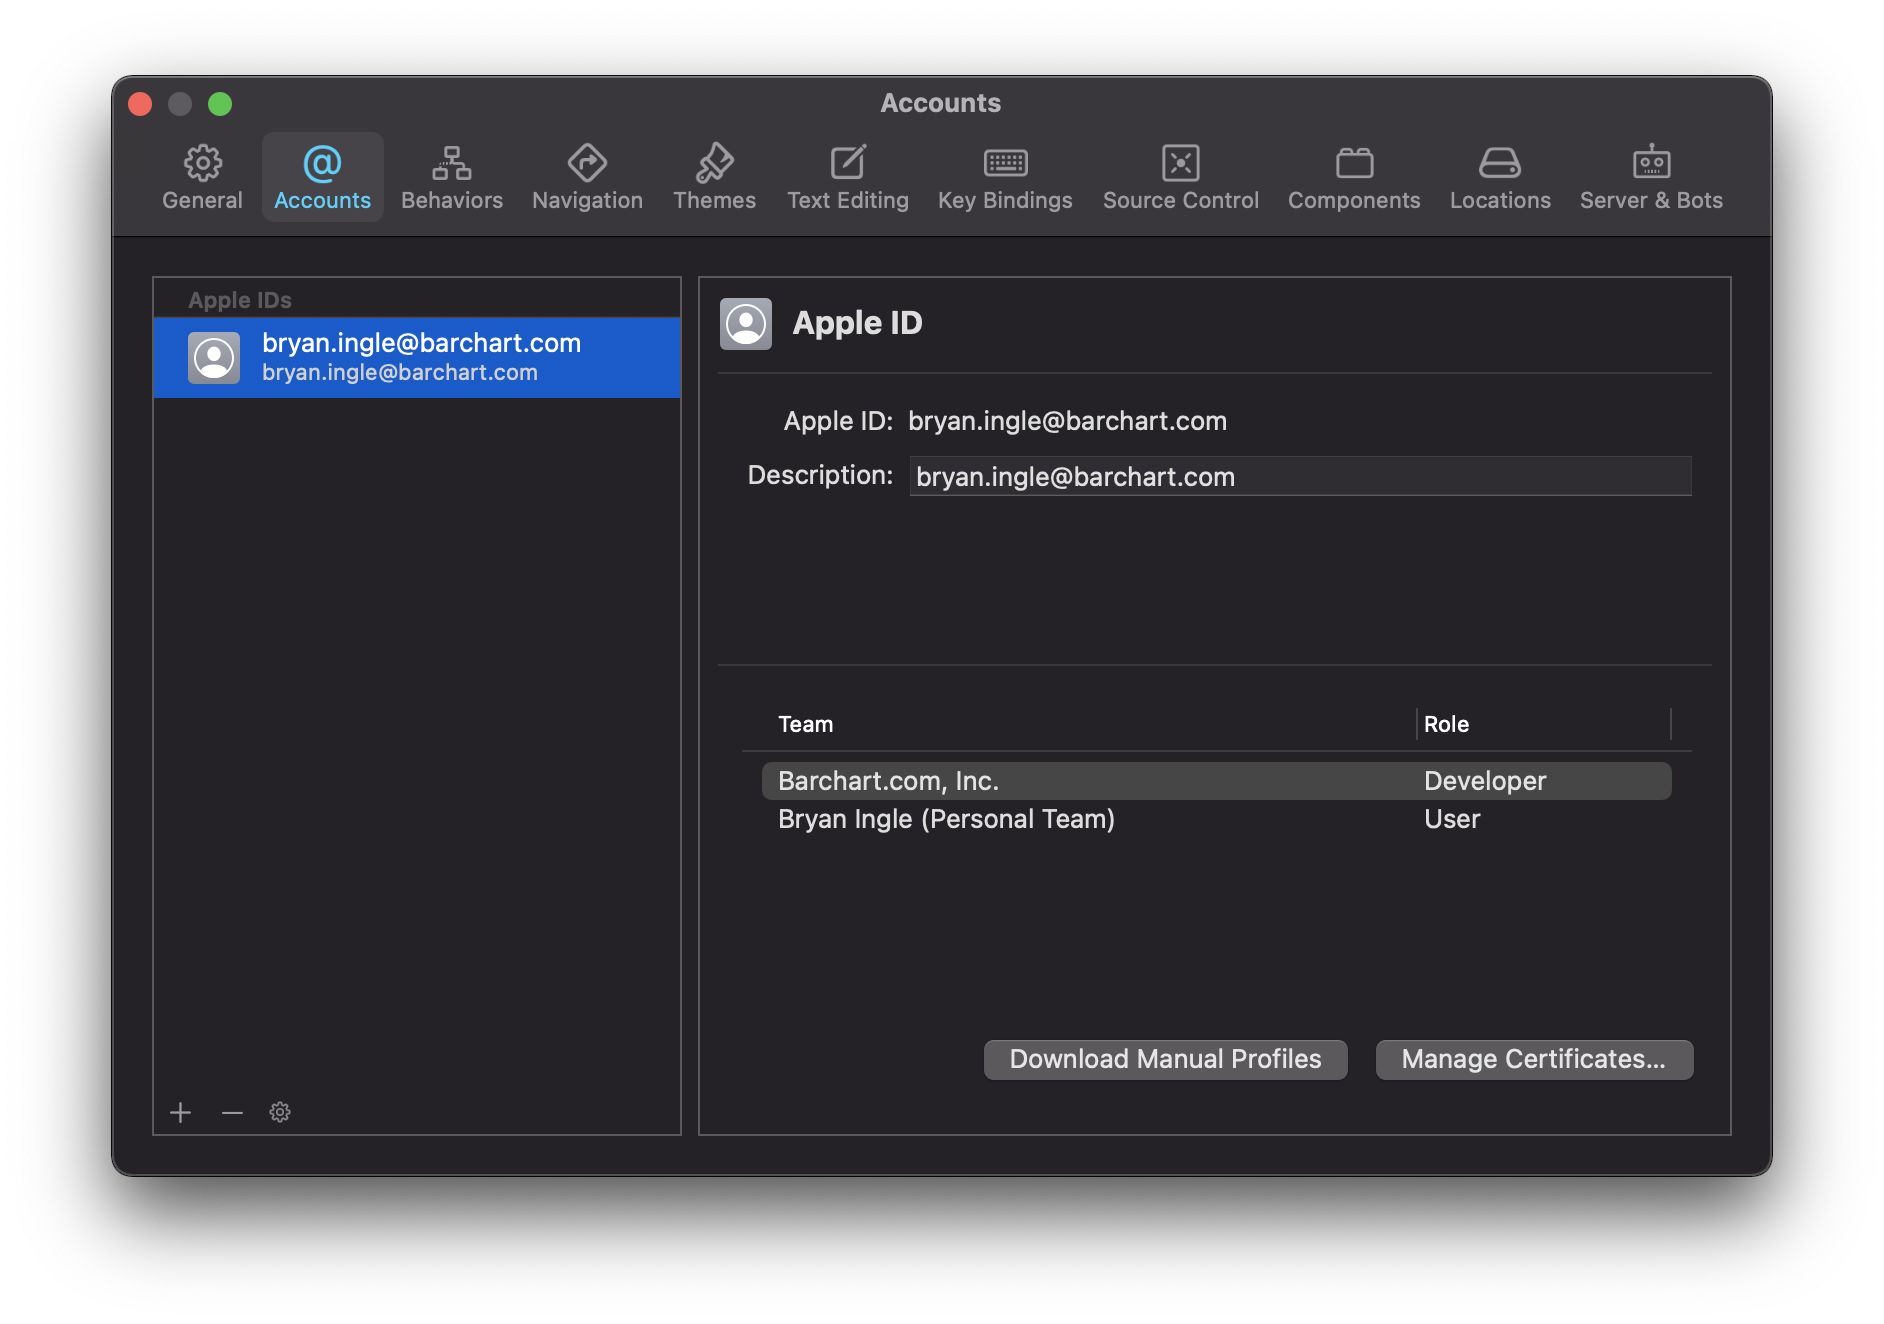 Accounts
General
Accounts
Behaviors
Navigation
Themes
Text Editing
Key Bindings
Source Control
Components
Locations
Server & Bots
Apple IDs
bryan.ingle@barchart.com
bryan.ingle@barchart.com
Apple ID
Apple ID: bryan.ingle@barchart.com
Description: bryan.ingle@barchart.com
Team Role
Barchart.com, Inc. Developer
Bryan Ingle (Personal Team) User
Download Manual Profiles Manage Certificates...